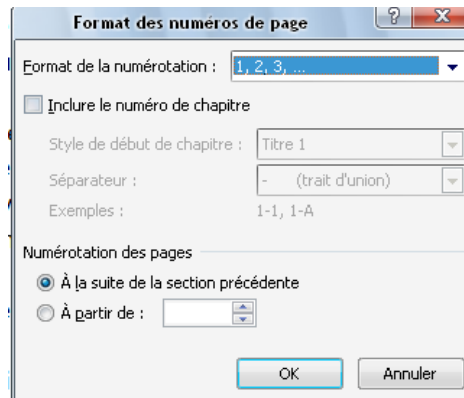 Format des numéros de page
Format de la numérotation : 1, 2, 3, ...
Inclure le numéro de chapitre
Style de début de chapitre : Titre 1
Séparateur : - (trait d'union)
Exemples : 1-1, 1-A
Numérotation des pages
À la suite de la section précédente
À partir de :
OK Annuler